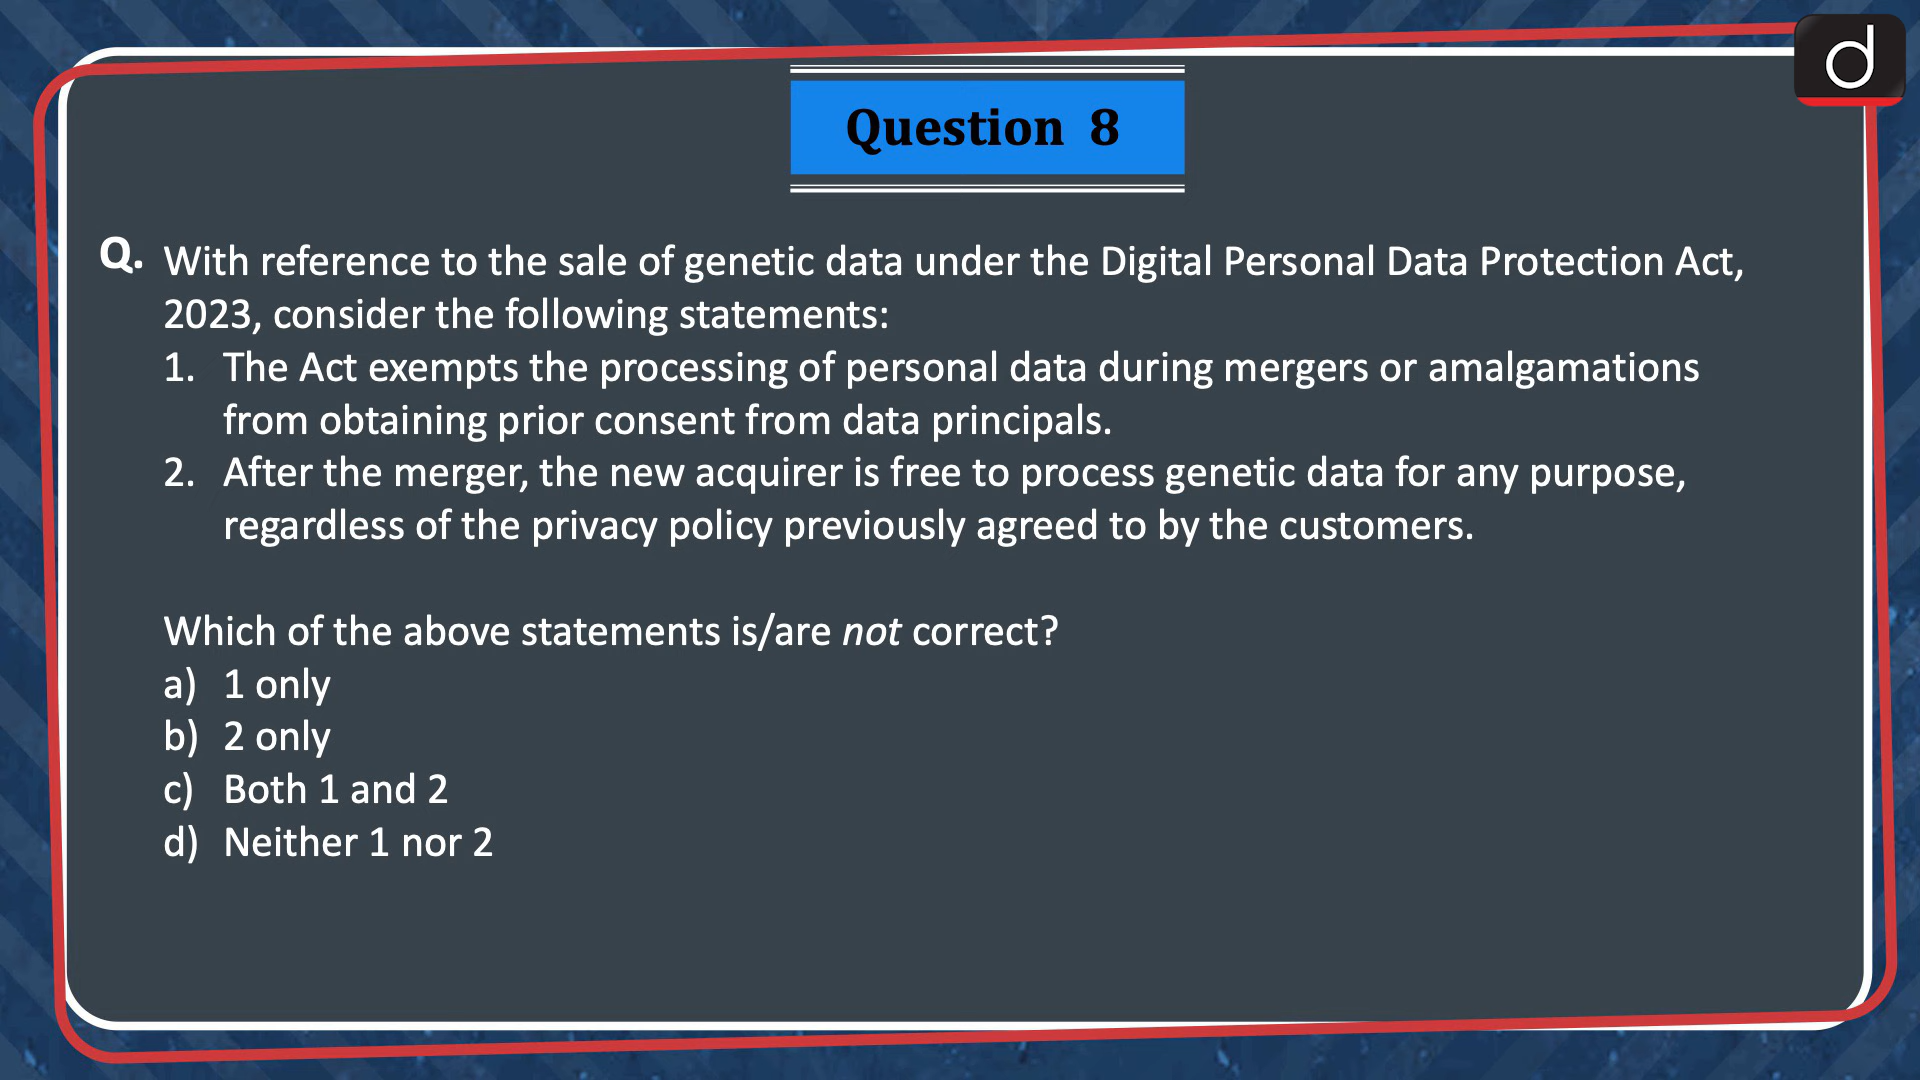 d
Question 8
Q. With reference to the sale of genetic data under the Digital Personal Data Protection Act,
2023, consider the following statements:
1. The Act exempts the processing of personal data during mergers or amalgamations
from obtaining prior consent from data principals.
2. After the merger, the new acquirer is free to process genetic data for any purpose,
regardless of the privacy policy previously agreed to by the customers.
Which of the above statements is/are not correct?
a) 1 only
b) 2 only
c) Both 1 and 2
d) Neither 1 nor 2